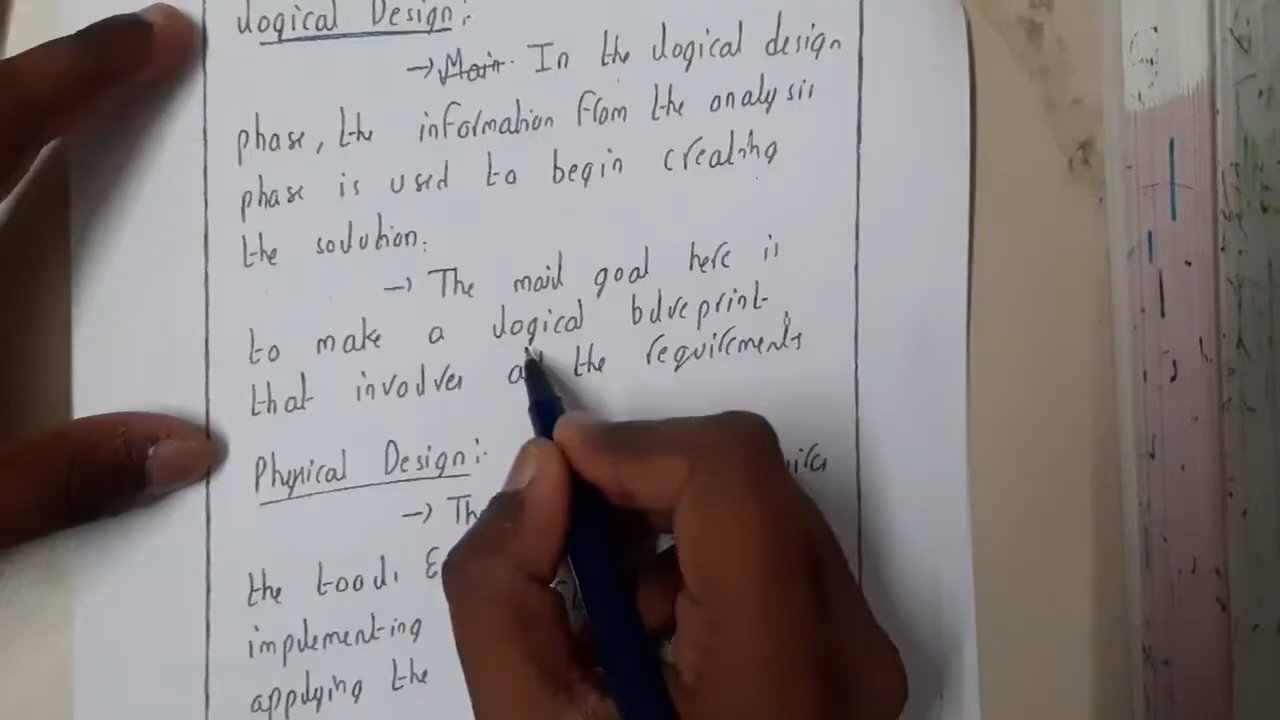 Logical Design:
→ Main. In the logical design
phase, the information from the analysis
phase is used to begin creating
the solution.
→ The main goal here is
to make a logical blueprint
that involves the requirements
Physical Design:
→ Th
the tool,
implementing
applying the